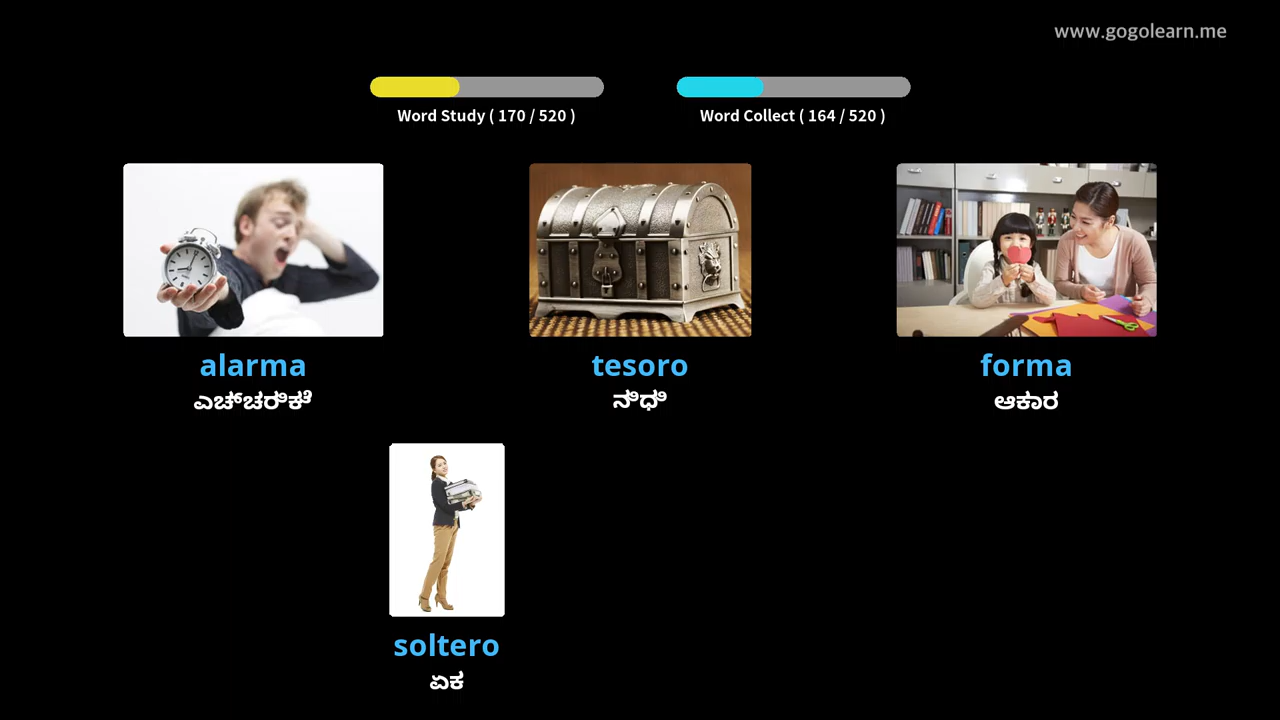 www.gogolearn.me
Word Study ( 170 / 520 )
Word Collect ( 164 / 520 )
alarma
ಎಚ್ಚರಿಕೆ
tesoro
ನಿಧಿ
forma
ಆಕಾರ
soltero
ಏಕ